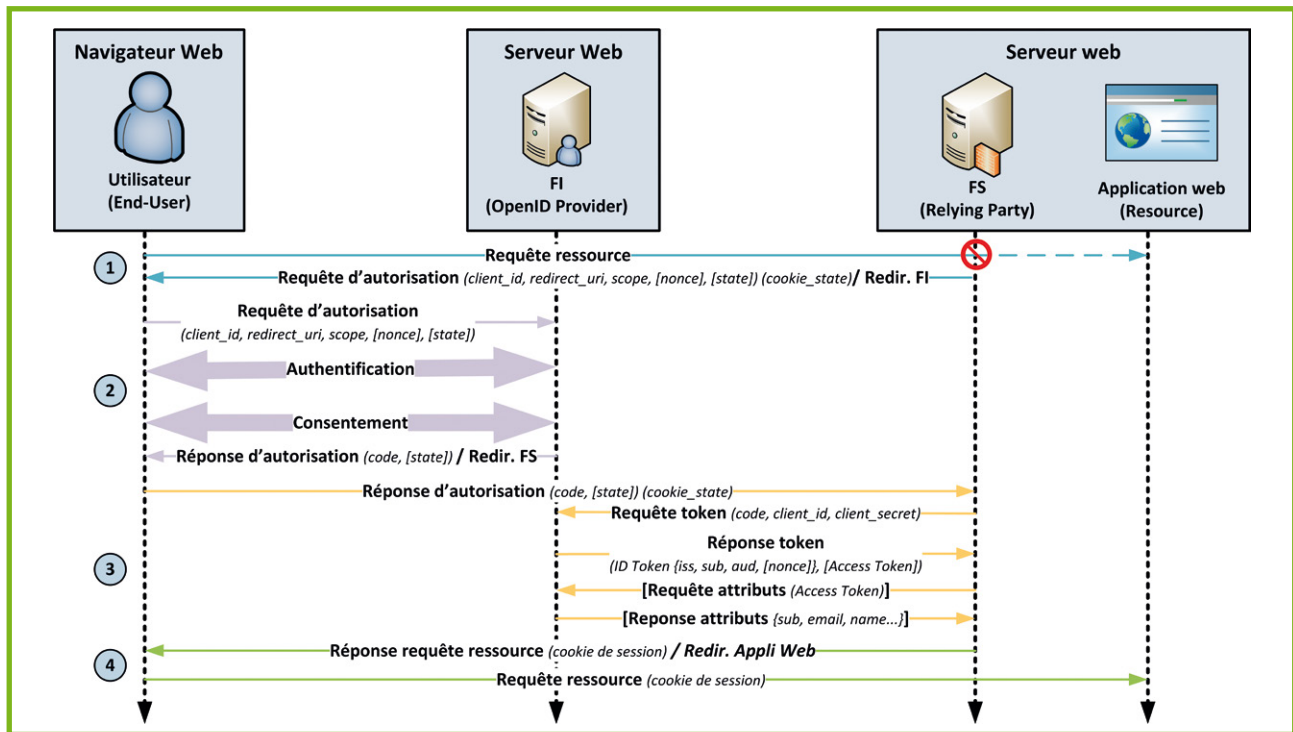 Navigateur Web
Utilisateur
(End-User)
Serveur Web
FI
(OpenID Provider)
Serveur web
FS
(Relying Party)
Application web
(Resource)
1
Requête ressource
Requête d'autorisation (client_id, redirect_uri, scope, [nonce], [state]) (cookie_state)/ Redir. FI
Requête d'autorisation
(client_id, redirect_uri, scope, [nonce], [state])
2
Authentification
Consentement
Réponse d'autorisation (code, [state]) / Redir. FS
3
Réponse d'autorisation (code, [state]) (cookie_state)
Requête token (code, client_id, client_secret)
Réponse token
(ID Token {iss, sub, aud, [nonce]}, [Access Token])
[Requête attributs (Access Token)]
[Reponse attributs {sub, email, name...}]
4
Réponse requête ressource (cookie de session) / Redir. Appli Web
Requête ressource (cookie de session)